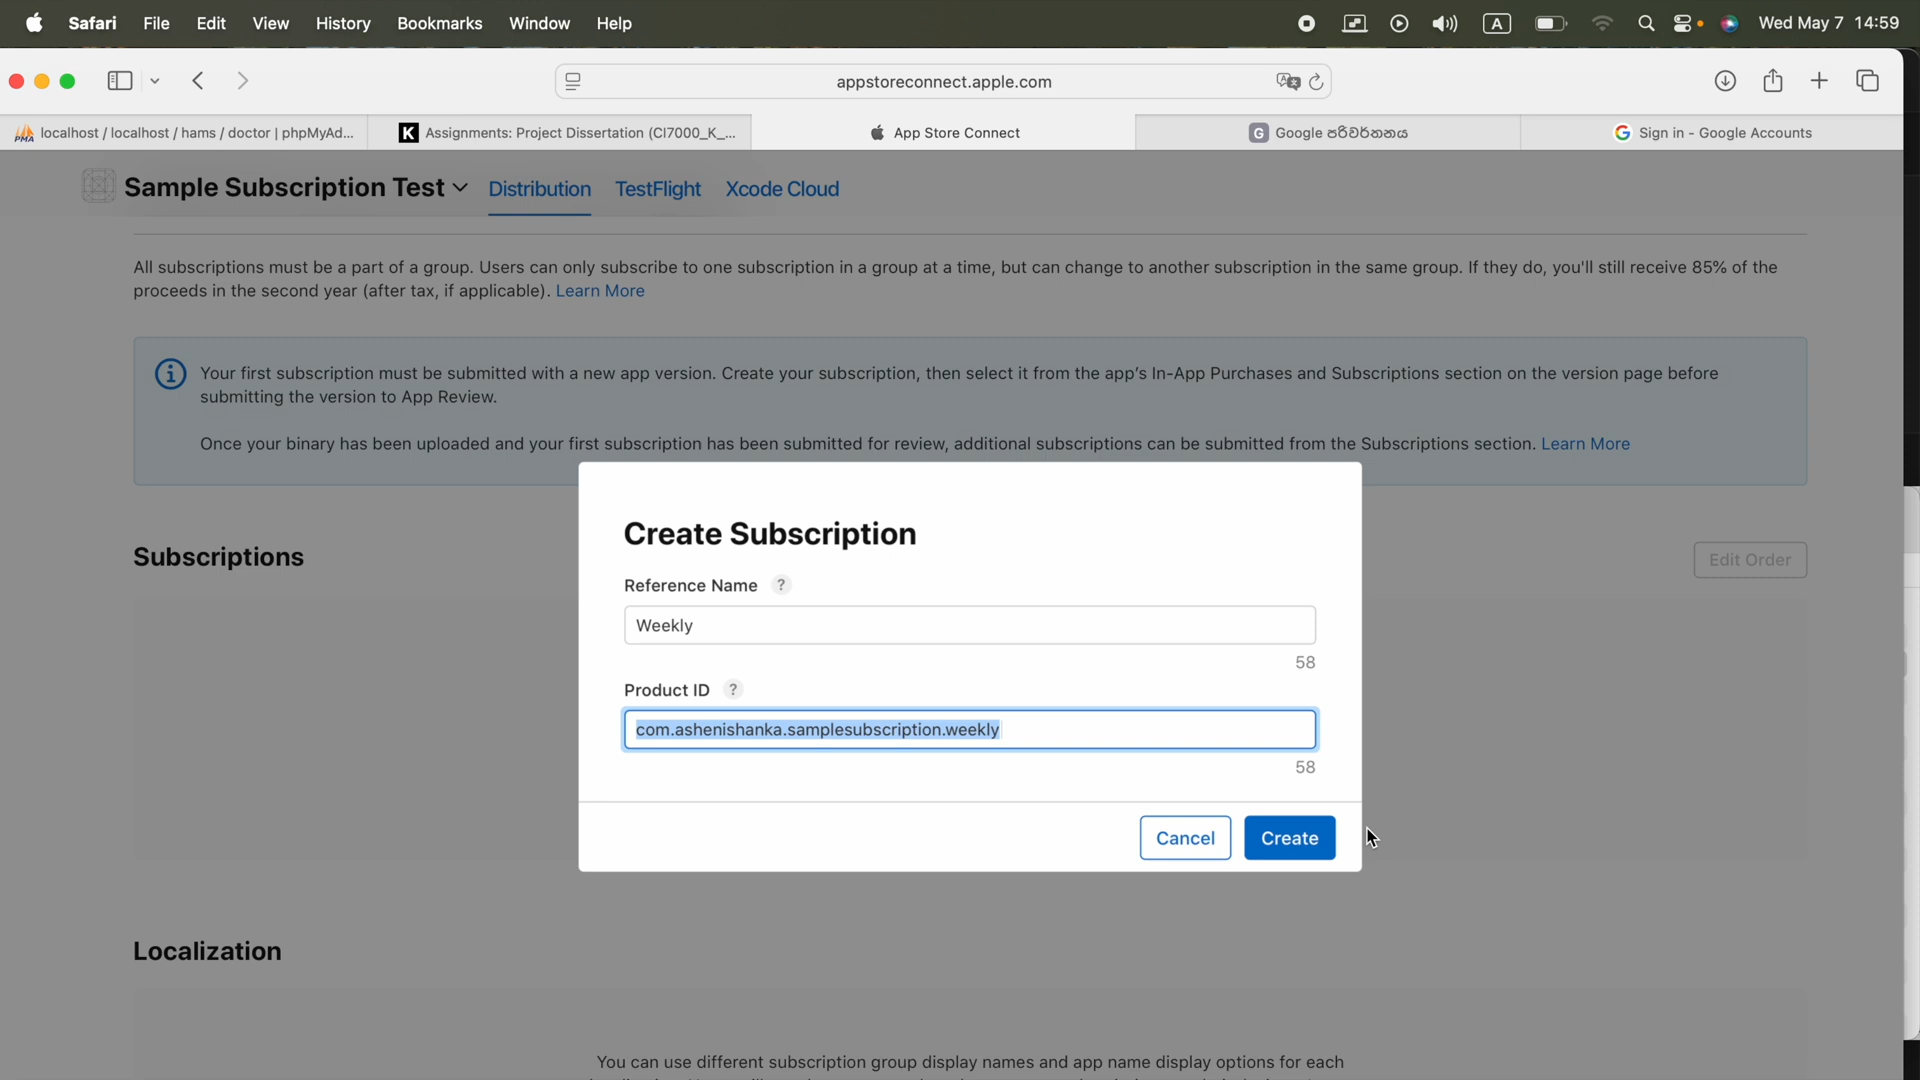 Safari File Edit View History Bookmarks Window Help A Wed May 7 14:59
appstoreconnect.apple.com
localhost / localhost / hams / doctor | phpMyAd... K Assignments: Project Dissertation (CI7000_K_... App Store Connect G Google පරිවර්තනය G Sign in - Google Accounts
Sample Subscription Test Distribution TestFlight Xcode Cloud
All subscriptions must be a part of a group. Users can only subscribe to one subscription in a group at a time, but can change to another subscription in the same group. If they do, you'll still receive 85% of the
proceeds in the second year (after tax, if applicable). Learn More
Your first subscription must be submitted with a new app version. Create your subscription, then select it from the app's In-App Purchases and Subscriptions section on the version page before
submitting the version to App Review.
Once your binary has been uploaded and your first subscription has been submitted for review, additional subscriptions can be submitted from the Subscriptions section. Learn More
Subscriptions
Edit Order
Create Subscription
Reference Name ?
Weekly
58
Product ID ?
com.ashenishanka.samplesubscription.weekly
58
Cancel Create
Localization
You can use different subscription group display names and app name display options for each